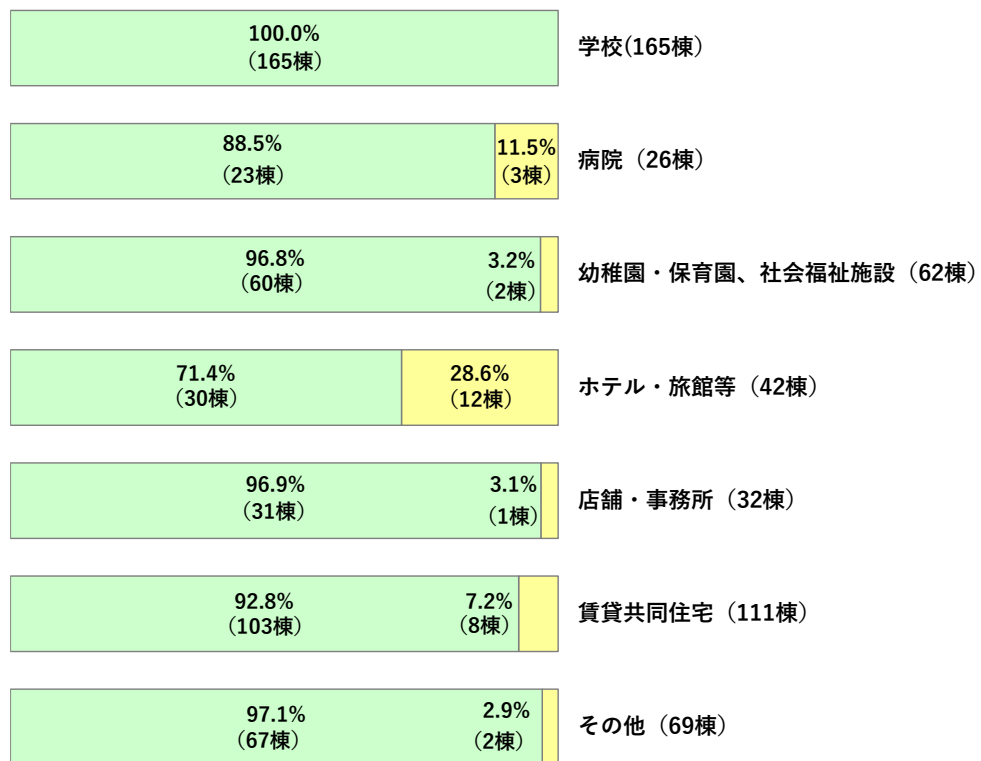 100.0%
（165棟）
学校(165棟）
88.5%
（23棟）
11.5%
（3棟）
病院（26棟）
96.8%
（60棟）
3.2%
（2棟）
幼稚園・保育園、社会福祉施設（62棟）
71.4%
（30棟）
28.6%
（12棟）
ホテル・旅館等（42棟）
96.9%
（31棟）
3.1%
（1棟）
店舗・事務所（32棟）
92.8%
（103棟）
7.2%
（8棟）
賃貸共同住宅（111棟）
97.1%
（67棟）
2.9%
（2棟）
その他（69棟）